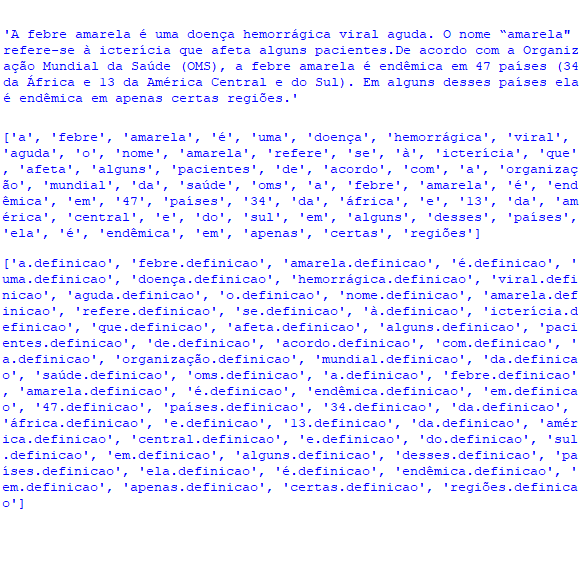 'A febre amarela é uma doença hemorrágica viral aguda. O nome “amarela"
refere-se à icterícia que afeta alguns pacientes.De acordo com a Organiz
ação Mundial da Saúde (OMS), a febre amarela é endêmica em 47 países (34
da África e 13 da América Central e do Sul). Em alguns desses países ela
é endêmica em apenas certas regiões.'
['a', 'febre', 'amarela', 'é', 'uma', 'doença', 'hemorrágica', 'viral',
'aguda', 'o', 'nome', 'amarela', 'refere', 'se', 'à', 'icterícia', 'que'
, 'afeta', 'alguns', 'pacientes', 'de', 'acordo', 'com', 'a', 'organizaç
ão', 'mundial', 'da', 'saúde', 'oms', 'a', 'febre', 'amarela', 'é', 'end
êmica', 'em', '47', 'países', '34', 'da', 'áfrica', 'e', '13', 'da', 'am
érica', 'central', 'e', 'do', 'sul', 'em', 'alguns', 'desses', 'países',
'ela', 'é', 'endêmica', 'em', 'apenas', 'certas', 'regiões']
['a.definicao', 'febre.definicao', 'amarela.definicao', 'é.definicao', '
uma.definicao', 'doença.definicao', 'hemorrágica.definicao', 'viral.defi
nicao', 'aguda.definicao', 'o.definicao', 'nome.definicao', 'amarela.def
inicao', 'refere.definicao', 'se.definicao', 'à.definicao', 'icterícia.d
efinicao', 'que.definicao', 'afeta.definicao', 'alguns.definicao', 'paci
entes.definicao', 'de.definicao', 'acordo.definicao', 'com.definicao', '
a.definicao', 'organização.definicao', 'mundial.definicao', 'da.definica
o', 'saúde.definicao', 'oms.definicao', 'a.definicao', 'febre.definicao'
, 'amarela.definicao', 'é.definicao', 'endêmica.definicao', 'em.definica
o', '47.definicao', 'países.definicao', '34.definicao', 'da.definicao',
'áfrica.definicao', 'e.definicao', '13.definicao', 'da.definicao', 'amér
ica.definicao', 'central.definicao', 'e.definicao', 'do.definicao', 'sul
.definicao', 'em.definicao', 'alguns.definicao', 'desses.definicao', 'pa
íses.definicao', 'ela.definicao', 'é.definicao', 'endêmica.definicao', '
em.definicao', 'apenas.definicao', 'certas.definicao', 'regiões.definica
o']